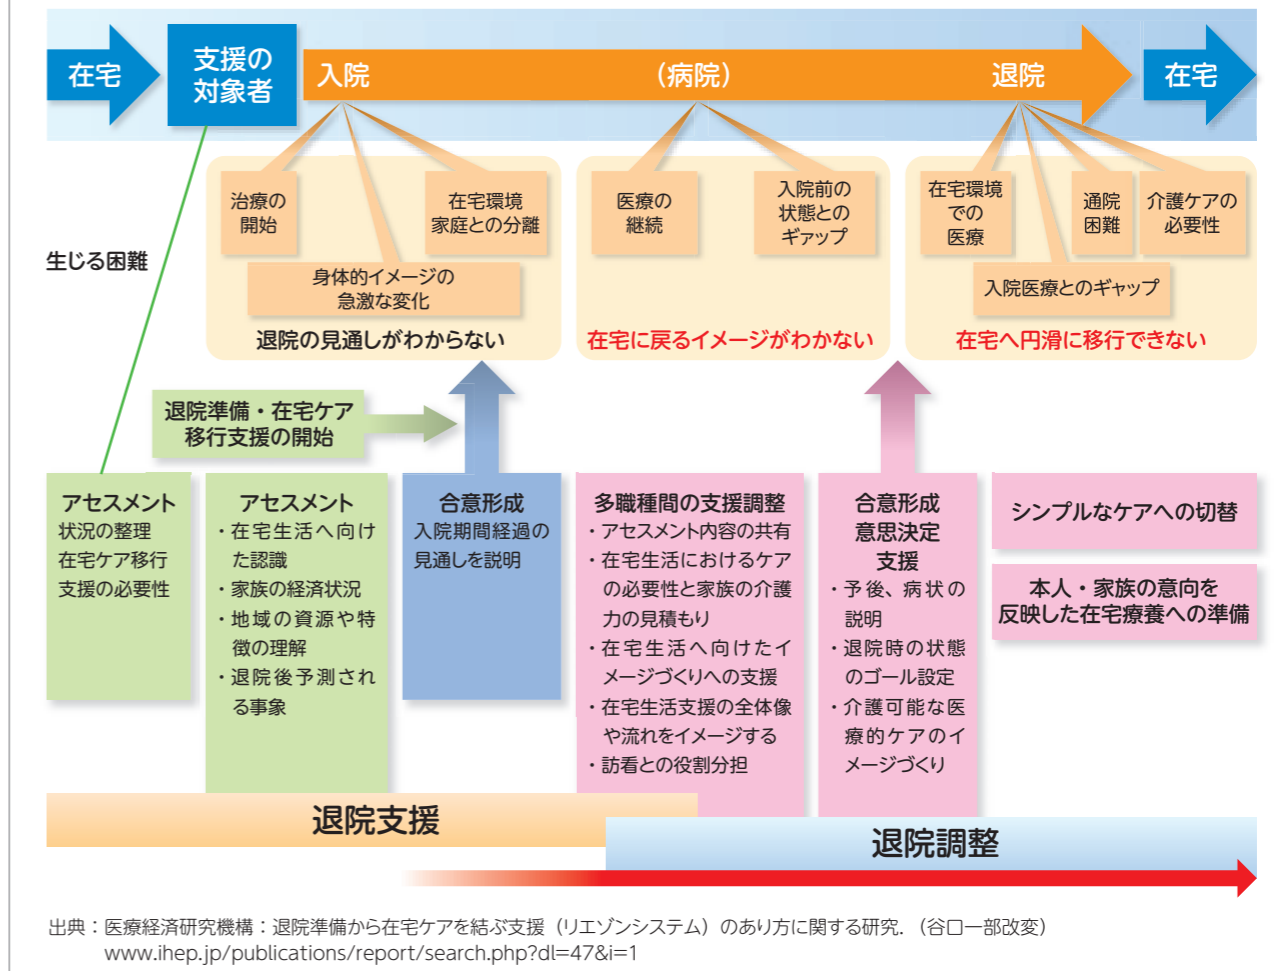 在宅
支援の
対象者
入院
(病院)
退院
在宅
治療の
開始
在宅環境
家庭との分離
身体的イメージの
急激な変化
退院の見通しがわからない
医療の
継続
入院前の
状態との
ギャップ
在宅に戻るイメージがわかない
在宅環境
での
医療
通院
困難
介護ケアの
必要性
入院医療とのギャップ
在宅へ円滑に移行できない
生じる困難
退院準備・在宅ケア
移行支援の開始
アセスメント
状況の整理
在宅ケア移行
支援の必要性
アセスメント
・在宅生活へ向け
た認識
・家族の経済状況
・地域の資源や特
徴の理解
・退院後予測され
る事象
合意形成
入院期間経過の
見通しを説明
多職種間の支援調整
・アセスメント内容の共有
・在宅生活におけるケア
の必要性と家族の介護
力の見積もり
・在宅生活へ向けたイ
メージづくりへの支援
・在宅生活支援の全体像
や流れをイメージする
・訪看との役割分担
合意形成
意思決定
支援
・予後、病状の
説明
・退院時の状態
のゴール設定
・介護可能な医
療的ケアのイ
メージづくり
シンプルなケアへの切替
本人・家族の意向を
反映した在宅療養への準備
退院支援
退院調整
出典：医療経済研究機構：退院準備から在宅ケアを結ぶ支援（リエゾンシステム）のあり方に関する研究.（谷口一部改変）
www.ihep.jp/publications/report/search.php?dl=47&i=1